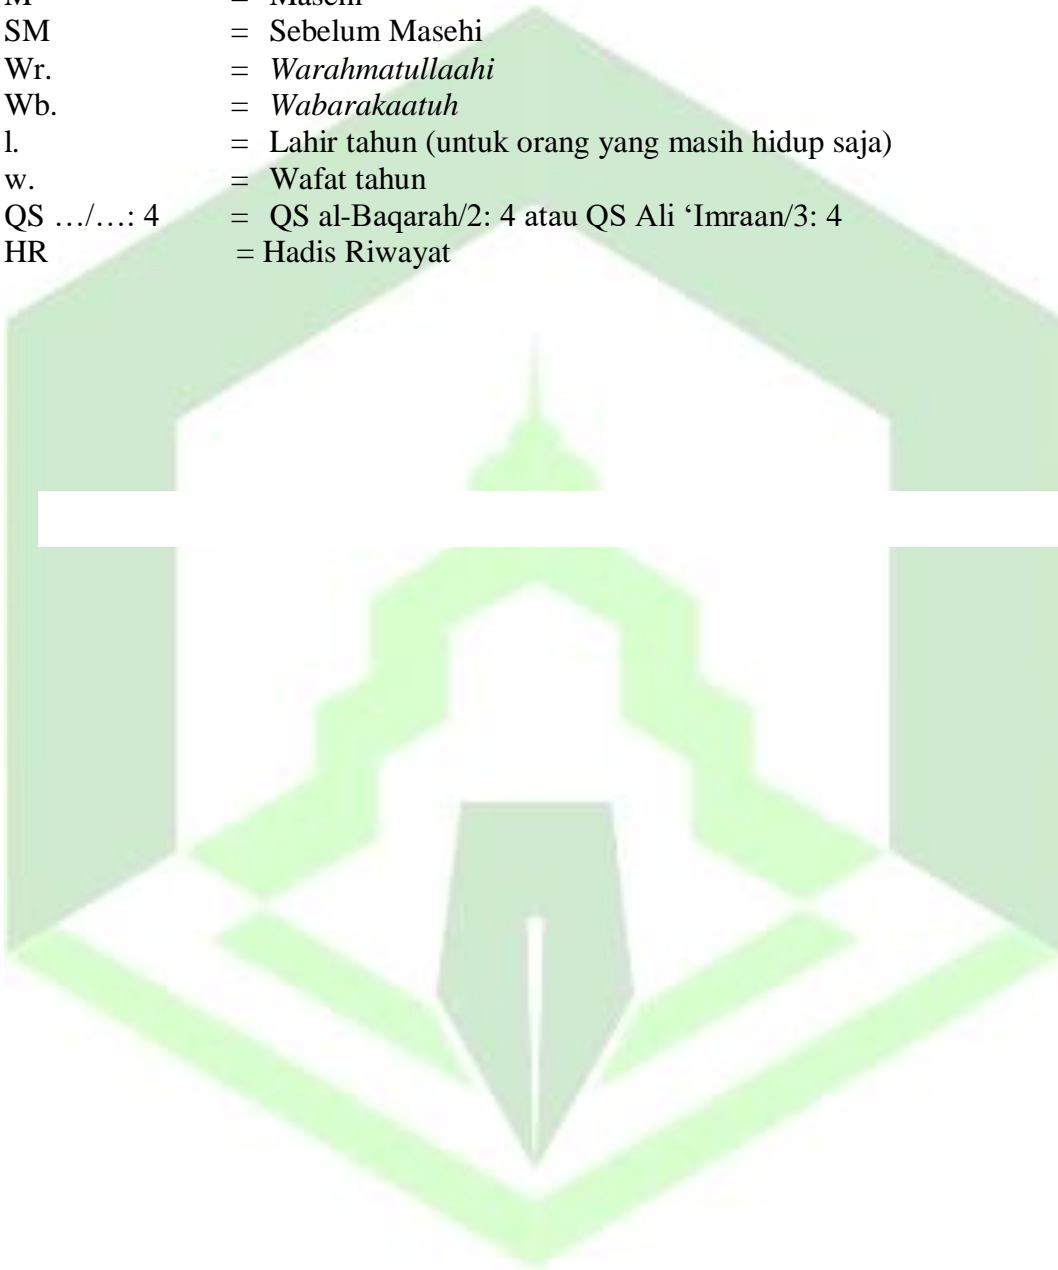 M = Masehi
SM = Sebelum Masehi
Wr. = Warahmatullaahi
Wb. = Wabarakaatuh
l. = Lahir tahun (untuk orang yang masih hidup saja)
w. = Wafat tahun
QS …/…: 4 = QS al-Baqarah/2: 4 atau QS Ali ‘Imraan/3: 4
HR = Hadis Riwayat